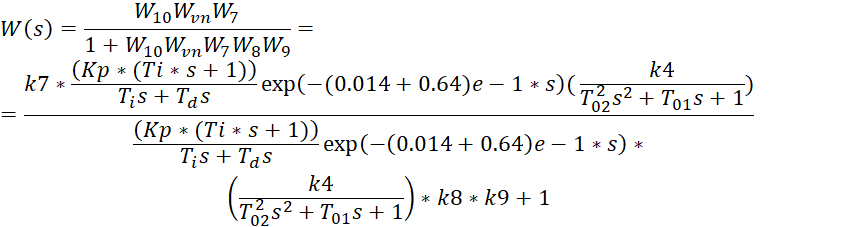 W(s) = \frac{W_{10}W_{vn}W_7}{1 + W_{10}W_{vn}W_7W_8W_9} =
= \frac{k7 * \frac{(Kp * (Ti * s + 1))}{T_i s + T_d s} exp(-(0.014 + 0.64)e - 1 * s)(\frac{k4}{T_{02}^2 s^2 + T_{01} s + 1})}{\frac{(Kp * (Ti * s + 1))}{T_i s + T_d s} exp(-(0.014 + 0.64)e - 1 * s) *
\left(\frac{k4}{T_{02}^2 s^2 + T_{01} s + 1}\right) * k8 * k9 + 1}